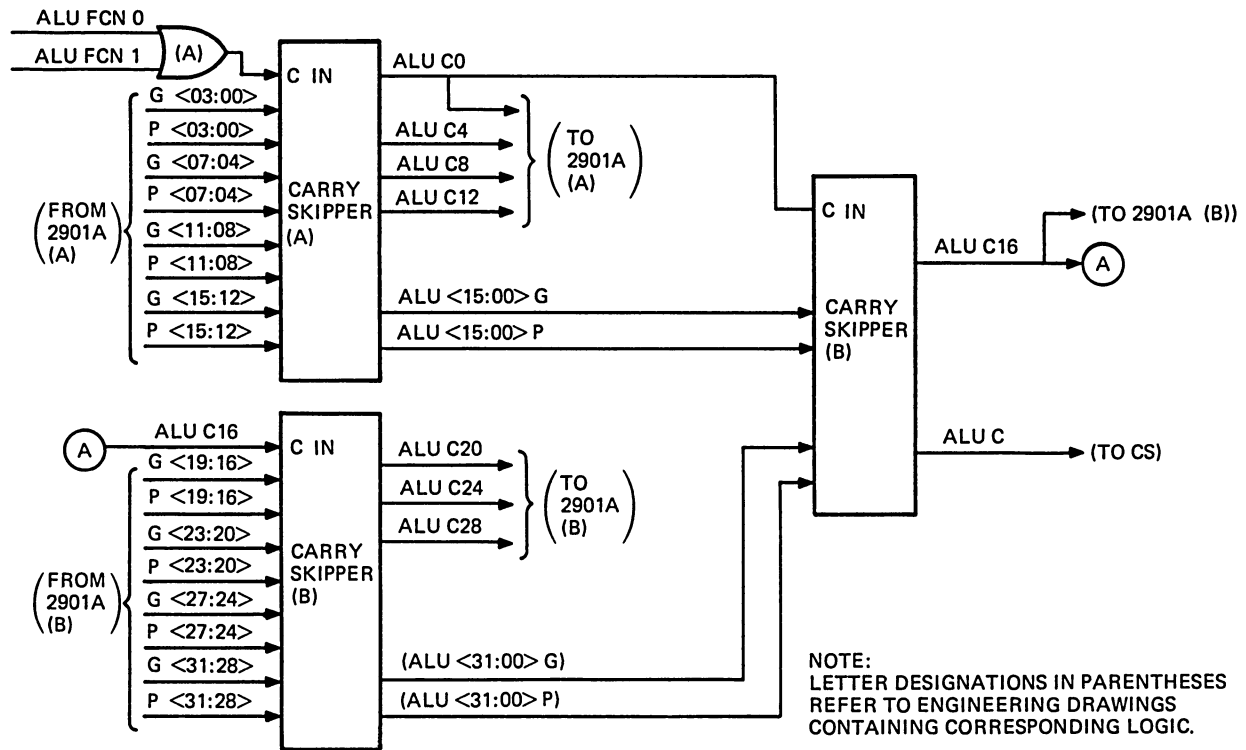 ALU FCN 0
ALU FCN 1
(A)
C IN
G <03:00>
P <03:00>
G <07:04>
P <07:04>
G <11:08>
P <11:08>
G <15:12>
P <15:12>
(FROM
2901A
(A))
CARRY
SKIPPER
(A)
ALU C0
ALU C4
ALU C8
ALU C12
(TO
2901A
(A))
ALU <15:00> G
ALU <15:00> P
C IN
CARRY
SKIPPER
(B)
ALU C16
(TO 2901A (B))
A
ALU C
(TO CS)
A
ALU C16
C IN
G <19:16>
P <19:16>
G <23:20>
P <23:20>
G <27:24>
P <27:24>
G <31:28>
P <31:28>
(FROM
2901A
(B))
CARRY
SKIPPER
(B)
ALU C20
ALU C24
ALU C28
(TO
2901A
(B))
(ALU <31:00> G)
(ALU <31:00> P)
NOTE:
LETTER DESIGNATIONS IN PARENTHESES
REFER TO ENGINEERING DRAWINGS
CONTAINING CORRESPONDING LOGIC.